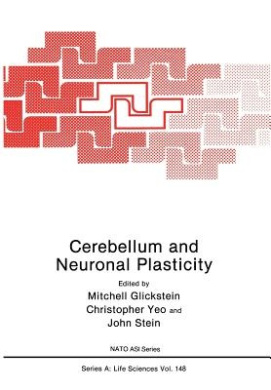 Cerebellum and
Neuronal Plasticity
Edited by
Mitchell Glickstein
Christopher Yeo and
John Stein
NATO ASI Series
Series A: Life Sciences Vol. 148